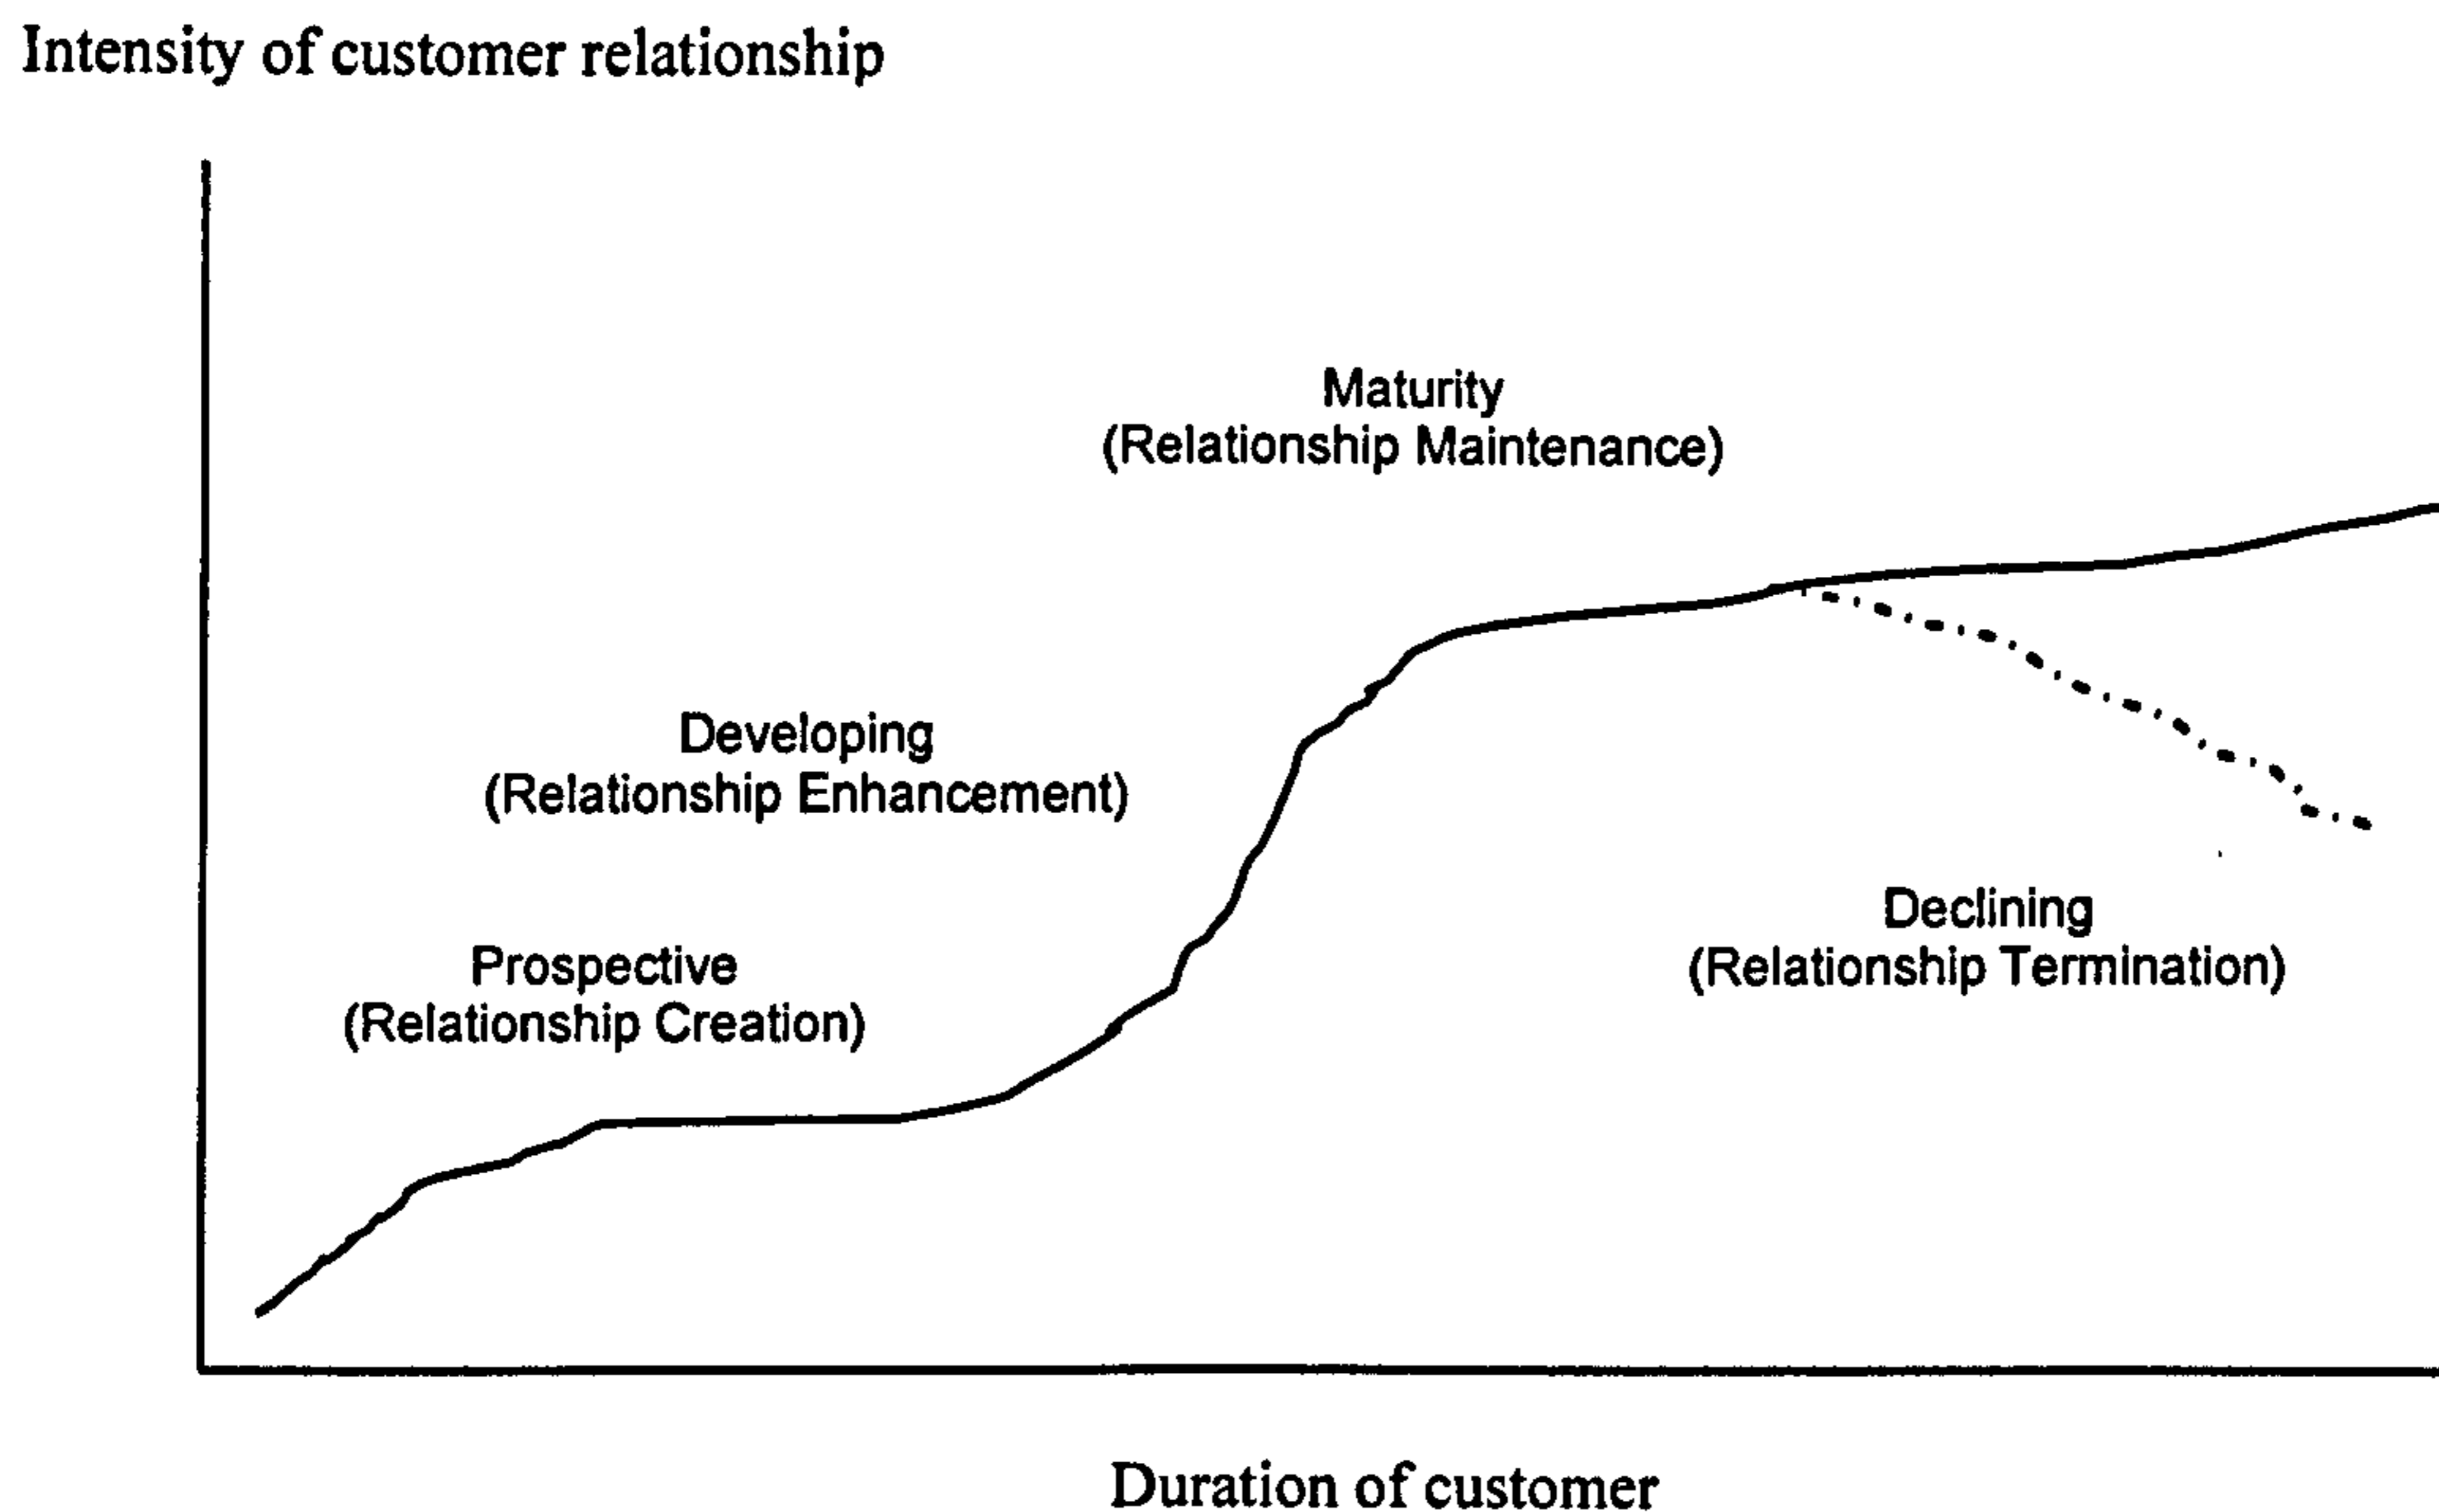 Intensity of customer relationship
Maturity
(Relationship Maintenance)
Developing
(Relationship Enhancement)
Prospective
(Relationship Creation)
Declining
(Relationship Termination)
Duration of customer